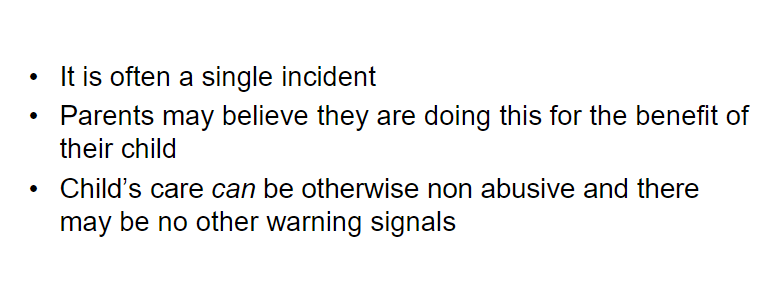 • It is often a single incident
• Parents may believe they are doing this for the benefit of
their child
• Child’s care can be otherwise non abusive and there
may be no other warning signals